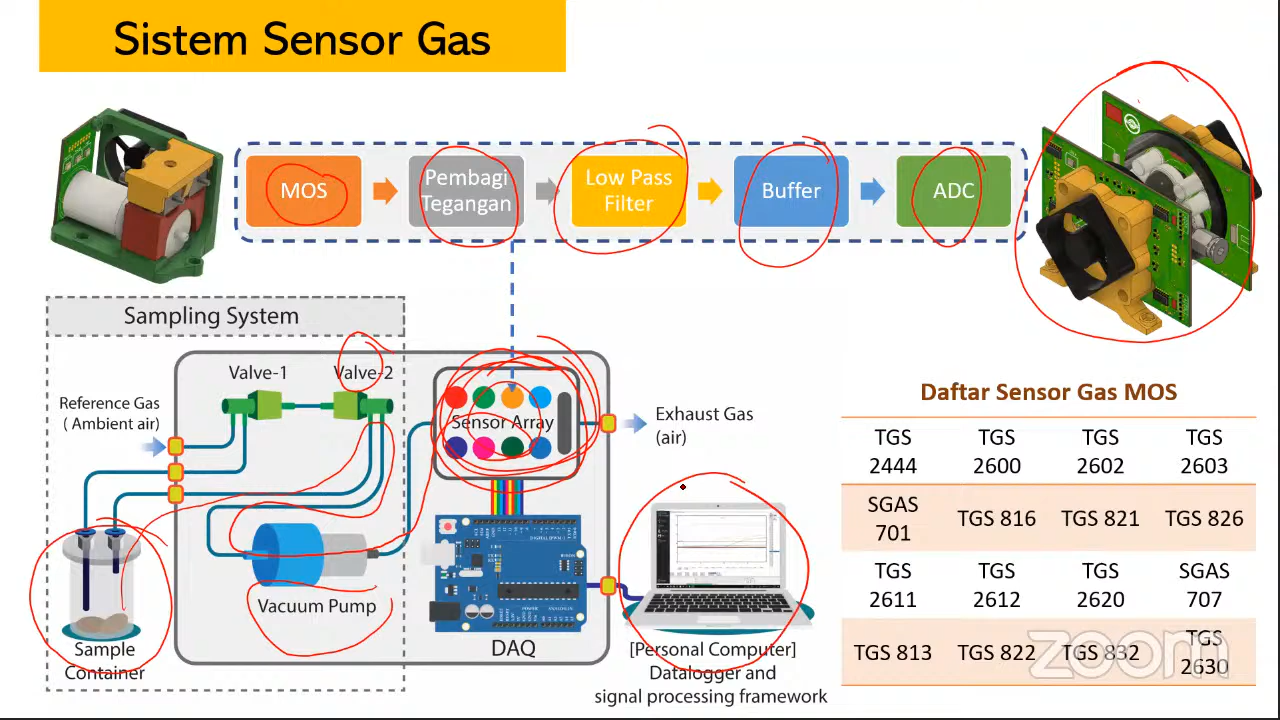 Sistem Sensor Gas
MOS
Pembagi
Tegangan
Low Pass
Filter
Buffer
ADC
Sampling System
Valve-1
Valve-2
Reference Gas
( Ambient air)
Sensor Array
Exhaust Gas
(air)
Vacuum Pump
Sample
Container
DAQ
[Personal Computer]
Datalogger and
signal processing framework
Daftar Sensor Gas MOS
TGS
2444
TGS
2600
TGS
2602
TGS
2603
SGAS
701
TGS 816
TGS 821
TGS 826
TGS
2611
TGS
2612
TGS
2620
SGAS
707
TGS 813
TGS 822
TGS 832
TGS
2630
zoom